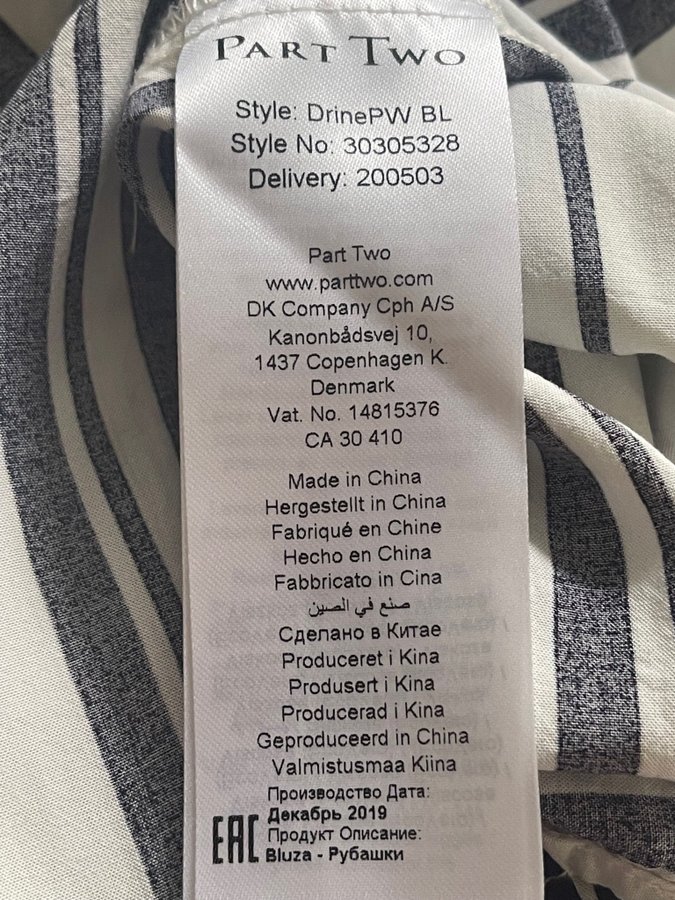 PART TWO
Style: DrinePW BL
Style No: 30305328
Delivery: 200503
Part Two
www.parttwo.com
DK Company Cph A/S
Kanonbådsvej 10,
1437 Copenhagen K.
Denmark
Vat. No. 14815376
CA 30 410
Made in China
Hergestellt in China
Fabriqué en Chine
Hecho en China
Fabbricato in Cina
صنع في الصين
Сделано в Китае
Produceret i Kina
Produsert i Kina
Producerad i Kina
Geproduceerd in China
Valmistusmaa Kiina
Производство Дата:
Декабрь 2019
EAC Продукт Описание:
Bluza - Рубашки